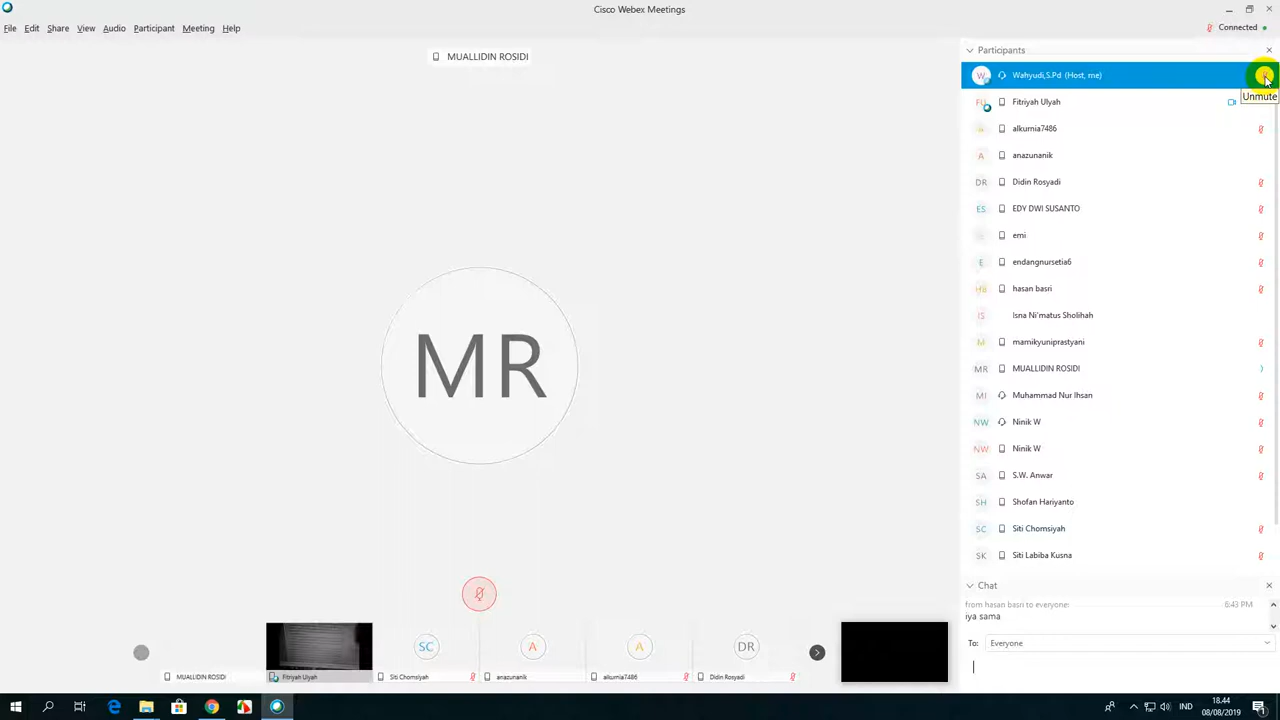 Cisco Webex Meetings
File Edit Share View Audio Participant Meeting Help
Connected
MUALLIDIN ROSIDI
Participants
W Wahyudi,S.Pd (Host, me)
Unmute
FU Fitriyah Ulyah
a alkurnia7486
A anazunanik
DR Didin Rosyadi
ES EDY DWI SUSANTO
emi
E endangnursetia6
HB hasan basri
IS Isna Ni'matus Sholihah
M mamikyuniprastyani
MR MUALLIDIN ROSIDI
MI Muhammad Nur Ihsan
NW Ninik W
NW Ninik W
SA S.W. Anwar
SH Shofan Hariyanto
SC Siti Chomsiyah
SK Siti Labiba Kusna
MR
Chat
from hasan basri to everyone: 6:43 PM
iya sama
To: Everyone
SC A A DR
MUALLIDIN ROSIDI Fitriyah Ulyah Siti Chomsiyah anazunanik alkurnia7486 Didin Rosyadi
IND
18.44
08/08/2019
1